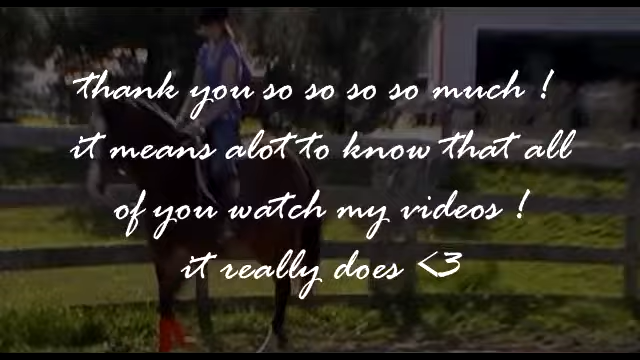 thank you so so so so much !
it means alot to know that all
of you watch my videos !
it really does <3